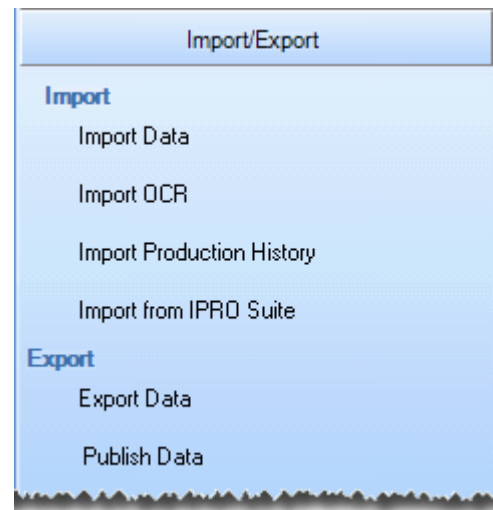 Import/Export
Import
Import Data
Import OCR
Import Production History
Import from IPRO Suite
Export
Export Data
Publish Data